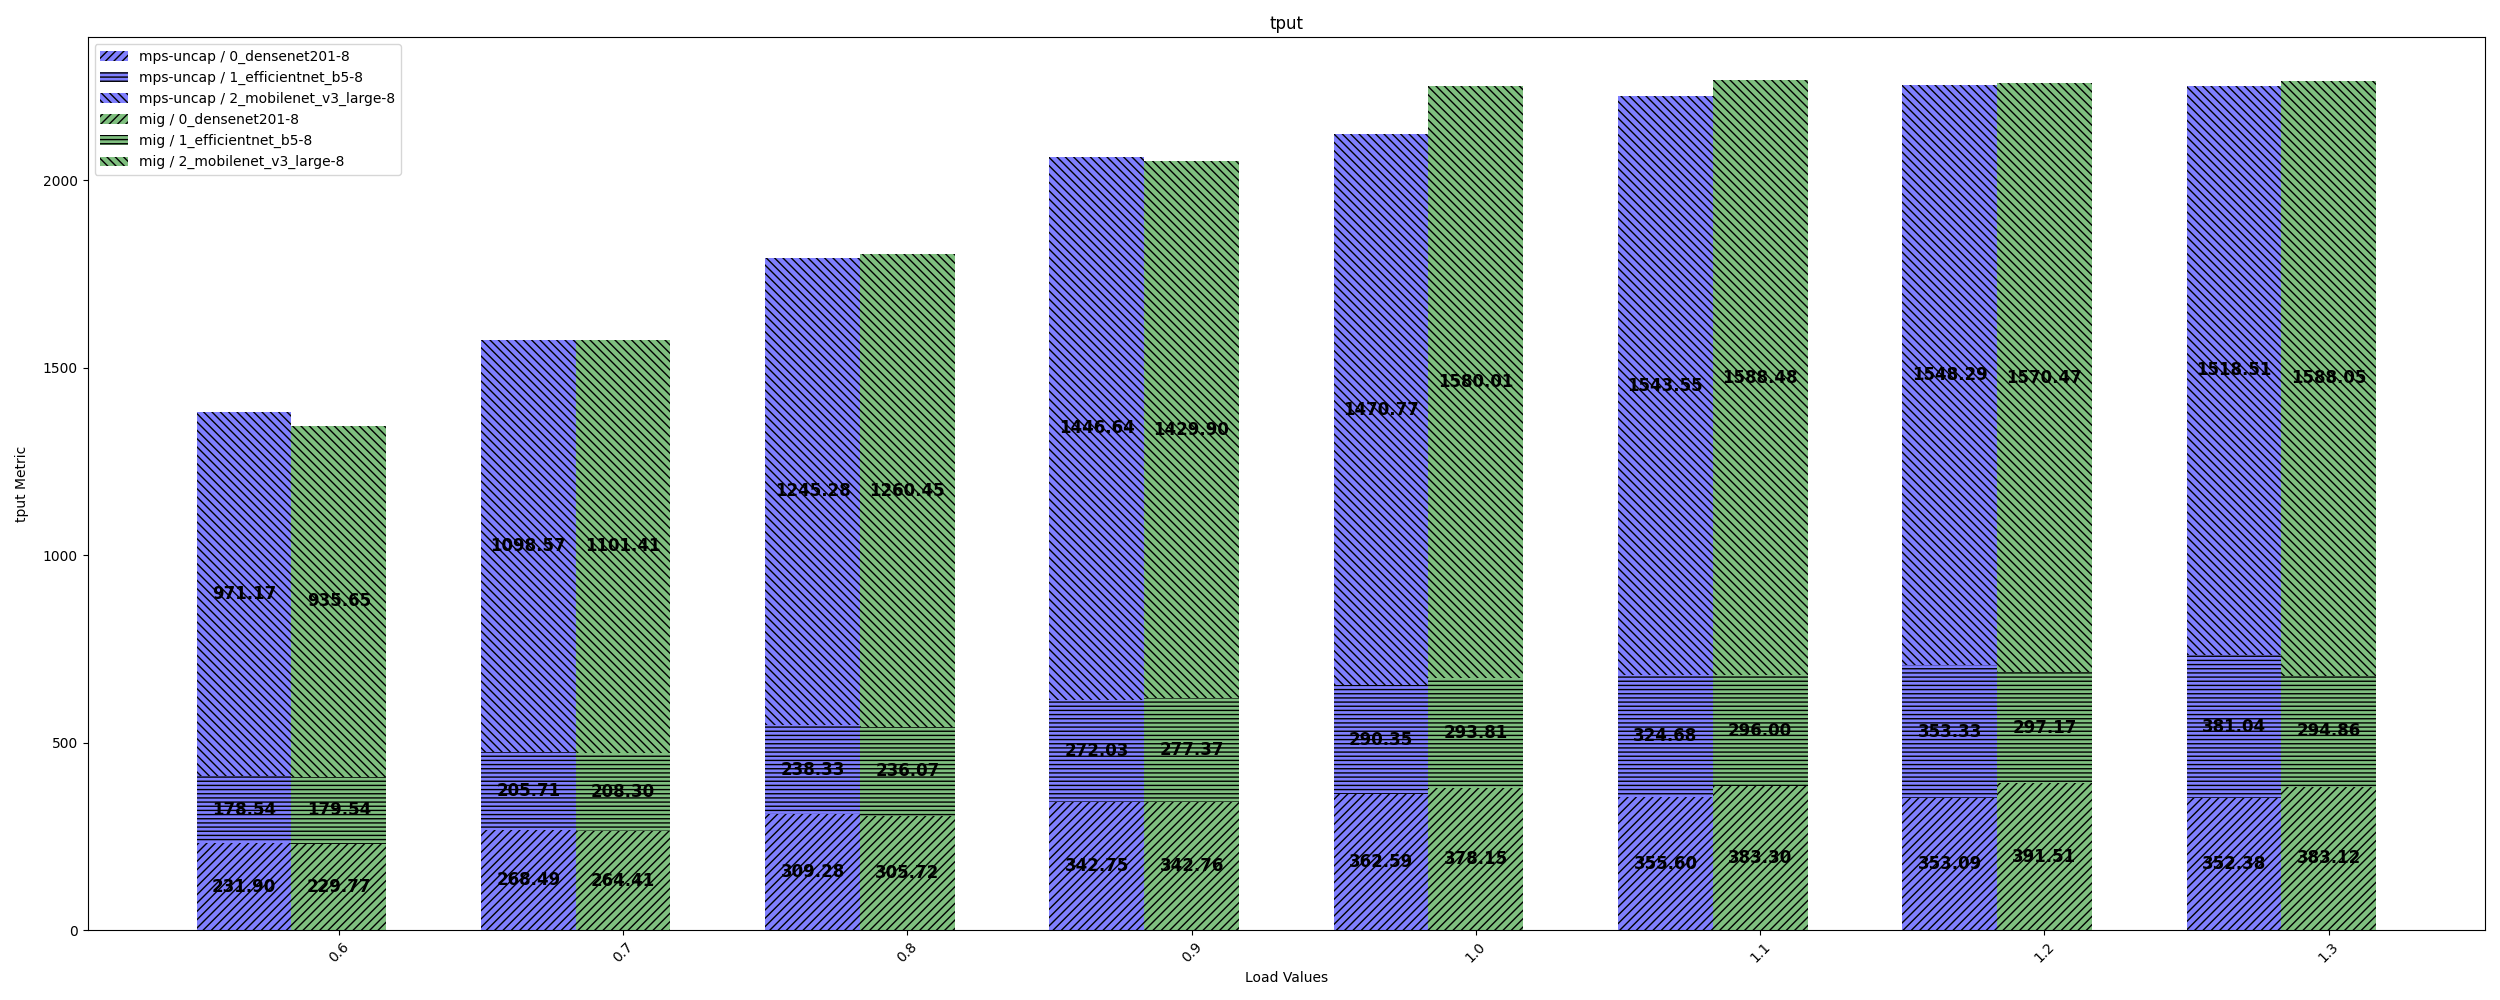 tput
mps-uncap / 0_densenet201-8
mps-uncap / 1_efficientnet_b5-8
mps-uncap / 2_mobilenet_v3_large-8
mig / 0_densenet201-8
mig / 1_efficientnet_b5-8
mig / 2_mobilenet_v3_large-8
tput Metric
2000
1500
1000
500
0
971.17 935.65 1098.57 1101.41 1245.28 1260.45 1446.64 1429.90 1470.77 1580.01 1543.55 1588.48 1548.29 1570.47 1518.51 1588.05
178.54 179.54 205.71 208.30 238.33 236.07 272.03 277.37 290.35 293.81 324.68 296.00 353.33 297.17 381.04 294.86
231.90 229.77 268.49 264.41 309.28 305.72 342.75 342.76 362.59 378.15 355.60 383.30 353.09 391.51 352.38 383.12
0.6 0.7 0.8 0.9 1.0 1.1 1.2 1.3
Load Values